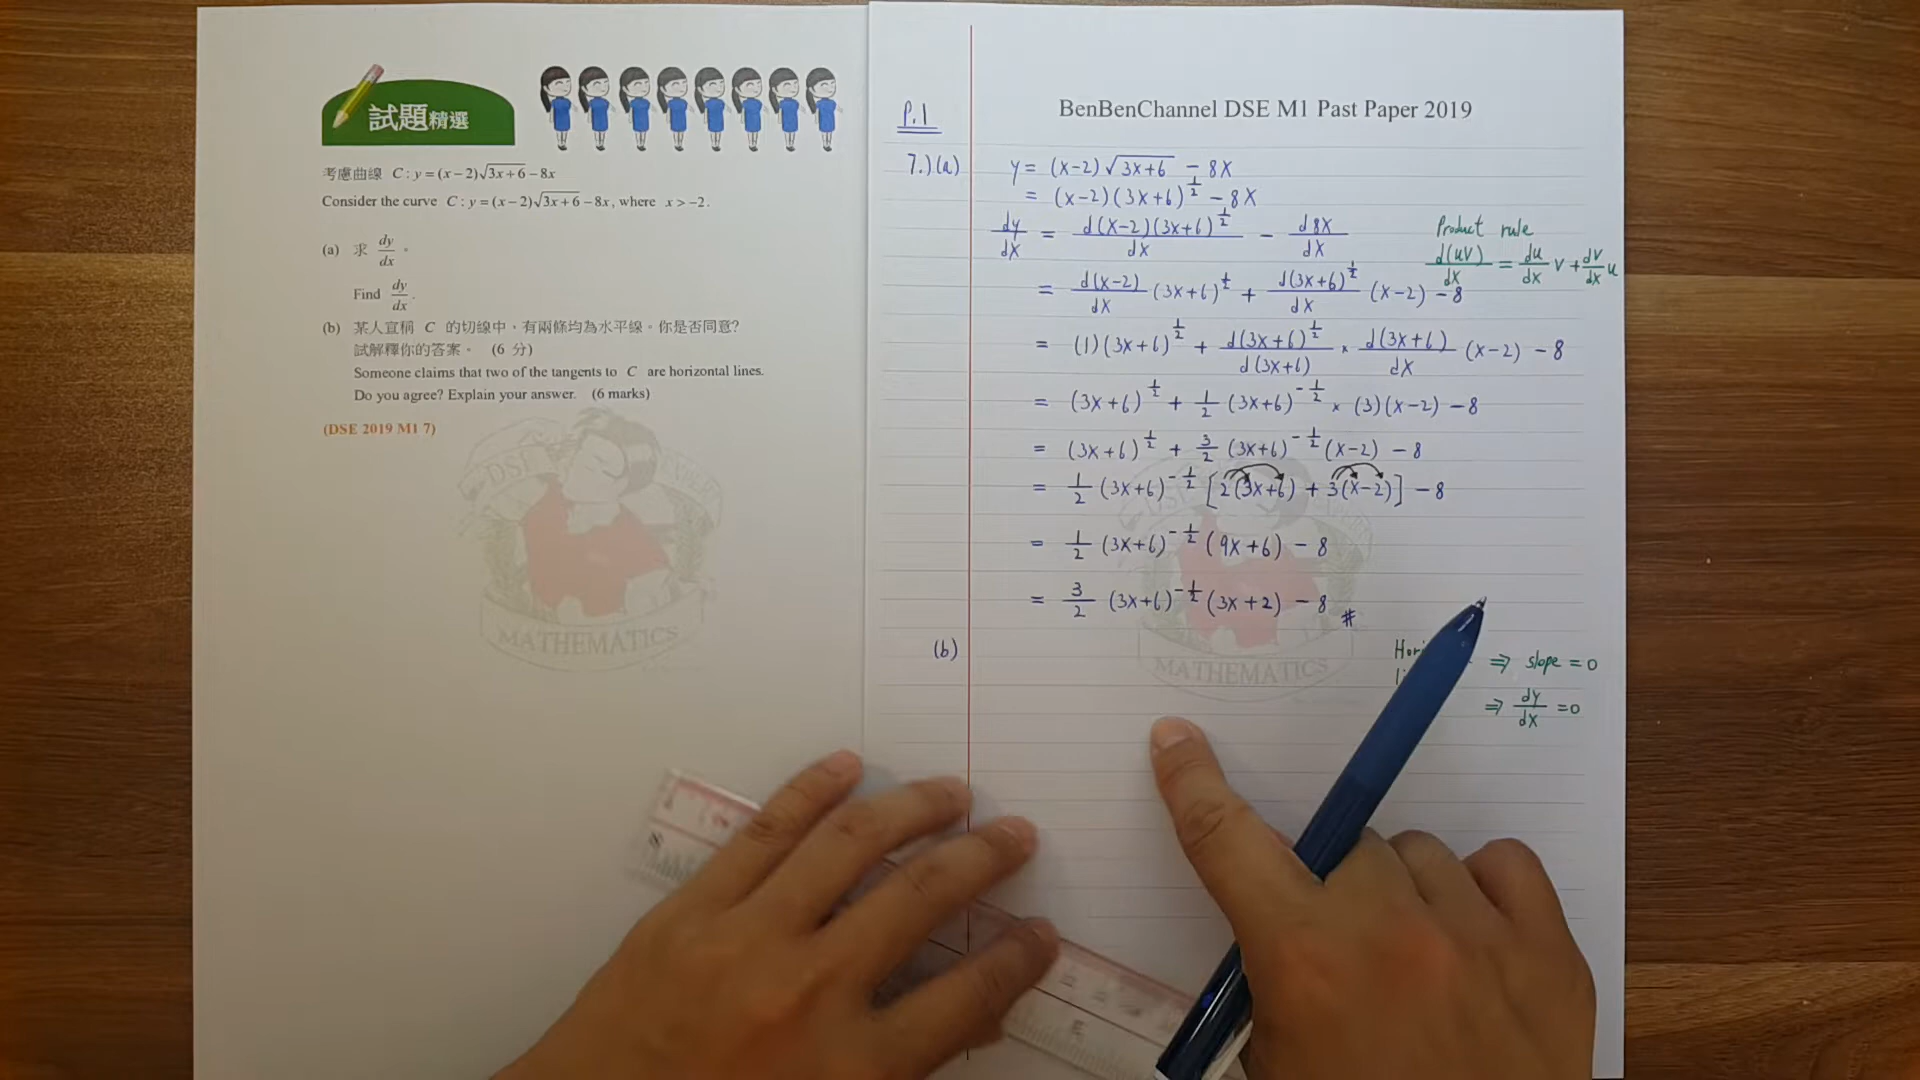 試題精選
考慮曲線 C : y = (x − 2)√(3x + 6) − 8x
Consider the curve C : y = (x − 2)√(3x + 6) − 8x, where x > −2.
(a) 求 dy/dx 。
Find dy/dx.
(b) 某人宣稱 C 的切線中,有兩條均為水平線。你是否同意?
試解釋你的答案。 (6 分)
Someone claims that two of the tangents to C are horizontal lines.
Do you agree? Explain your answer. (6 marks)
(DSE 2019 M1 7)
MATHEMATICS
P.1
BenBenChannel DSE M1 Past Paper 2019
7.)(a) y = (x−2)√(3x+6) − 8x
= (x−2)(3x+6)^(1/2) − 8x
dy/dx = d(x−2)(3x+6)^(1/2)/dx − d8x/dx
Product rule
d(uv)/dx = du/dx v + dv/dx u
= d(x−2)/dx (3x+6)^(1/2) + d(3x+6)^(1/2)/dx (x−2) − 8
= (1)(3x+6)^(1/2) + d(3x+6)^(1/2)/d(3x+6) × d(3x+6)/dx (x−2) − 8
= (3x+6)^(1/2) + 1/2 (3x+6)^(−1/2) × (3)(x−2) − 8
= (3x+6)^(1/2) + 3/2 (3x+6)^(−1/2) (x−2) − 8
= 1/2 (3x+6)^(−1/2) [2(3x+6) + 3(x−2)] − 8
= 1/2 (3x+6)^(−1/2) (9x+6) − 8
= 3/2 (3x+6)^(−1/2) (3x+2) − 8 #
(b)
⇒ slope = 0
⇒ dy/dx = 0
MATHEMATICS